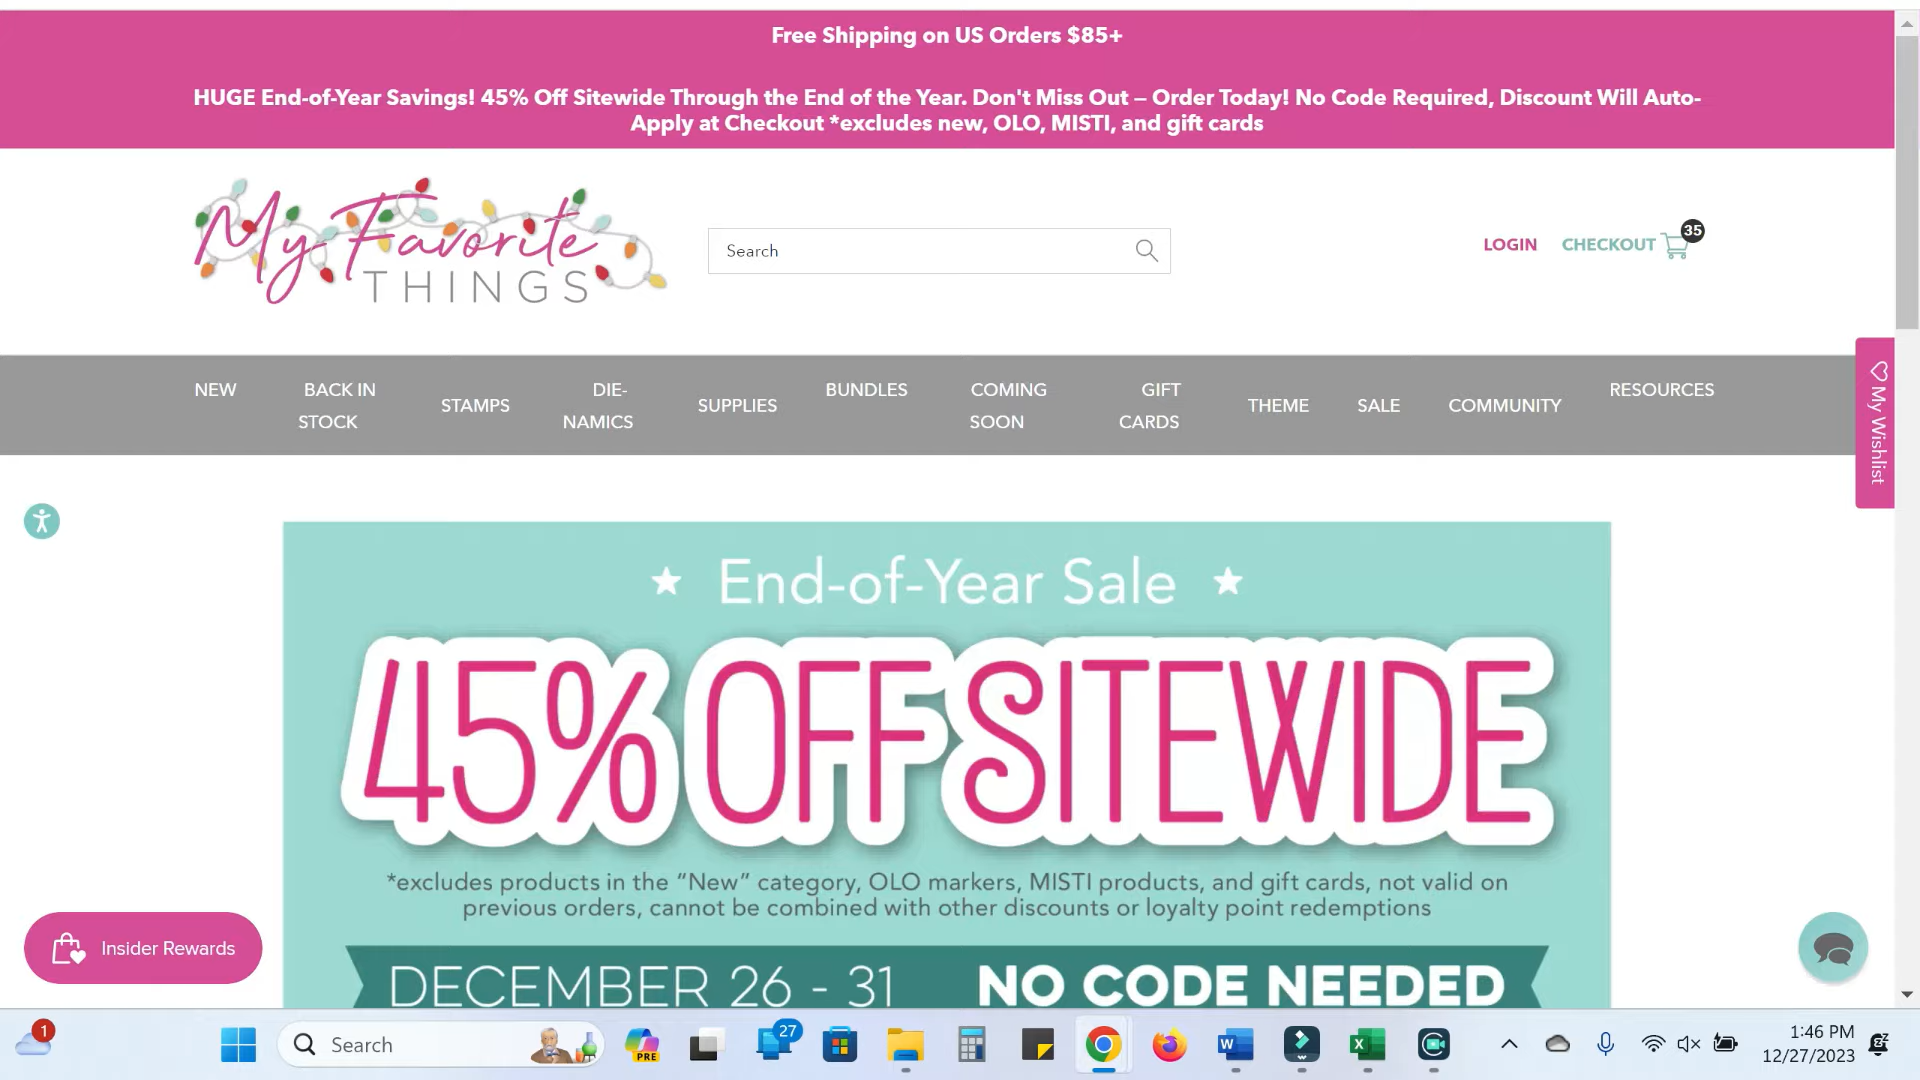 Free Shipping on US Orders $85+
HUGE End-of-Year Savings! 45% Off Sitewide Through the End of the Year. Don't Miss Out – Order Today! No Code Required, Discount Will Auto-
Apply at Checkout *excludes new, OLO, MISTI, and gift cards
My Favorite
THINGS
Search
LOGIN
CHECKOUT
35
NEW
BACK IN
STOCK
STAMPS
DIE-
NAMICS
SUPPLIES
BUNDLES
COMING
SOON
GIFT
CARDS
THEME
SALE
COMMUNITY
RESOURCES
My Wishlist
End-of-Year Sale
45% OFF SITEWIDE
*excludes products in the “New” category, OLO markers, MISTI products, and gift cards, not valid on
previous orders, cannot be combined with other discounts or loyalty point redemptions
DECEMBER 26 - 31 NO CODE NEEDED
Insider Rewards
1
Search
PRE
27
W
X
1:46 PM
12/27/2023